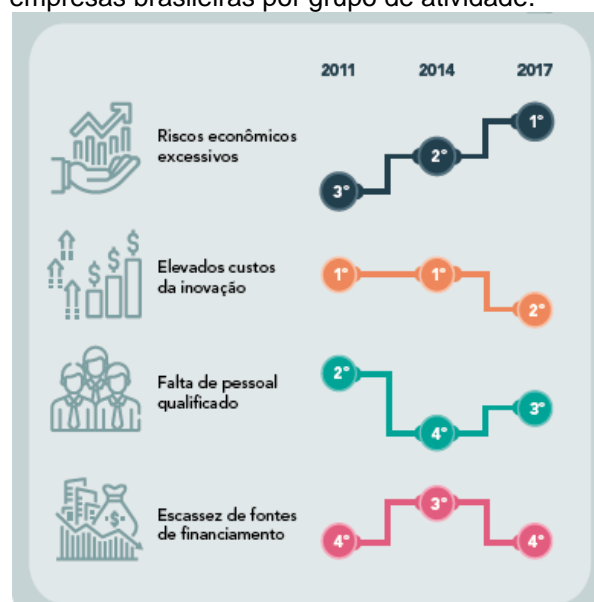 empresas brasileiras por grupo de atividade.
2011 2014 2017
Riscos econômicos
excessivos
3° 2° 1°
Elevados custos
da inovação
1° 1° 2°
Falta de pessoal
qualificado
2° 4° 3°
Escassez de fontes
de financiamento
4° 3° 4°
$ $ $
$